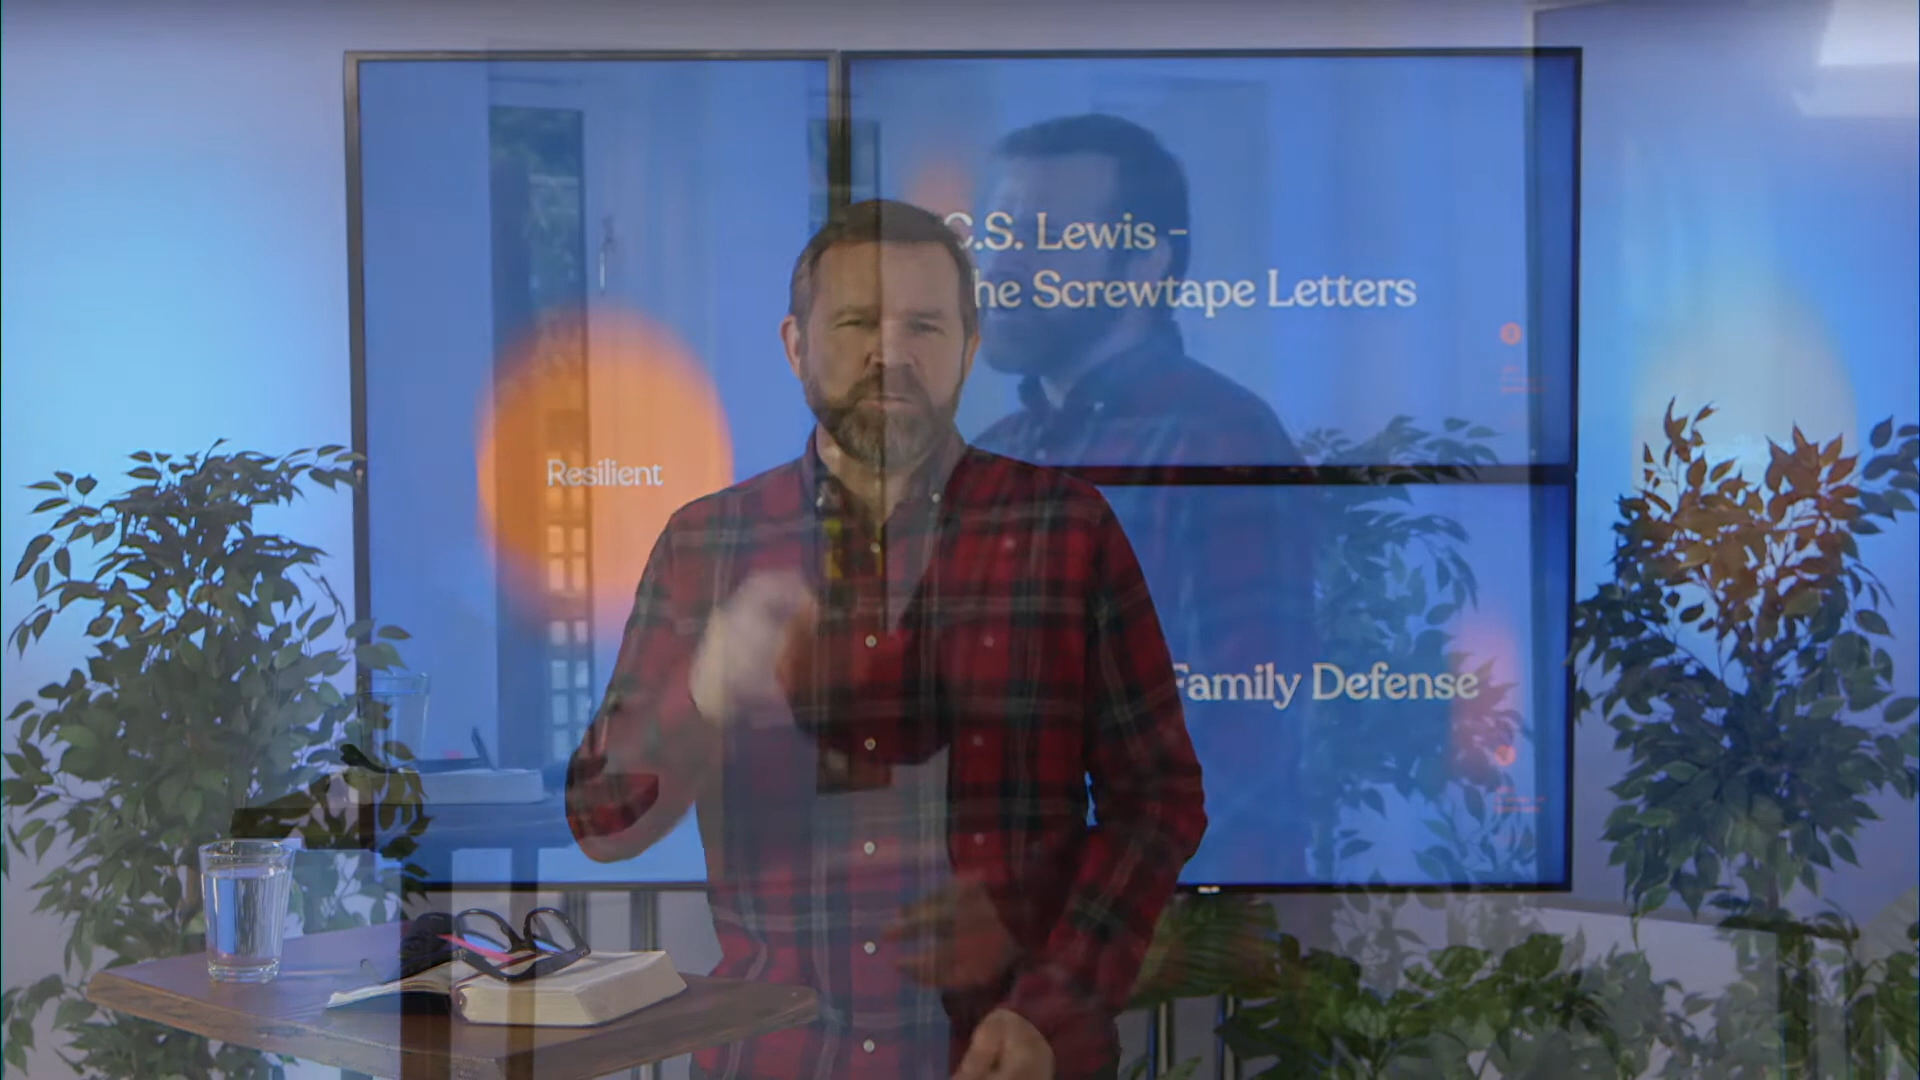 Resilient
C.S. Lewis –
he Screwtape Letters
Family Defense